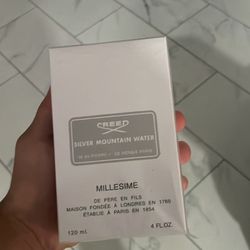 CREED
SILVER MOUNTAIN WATER
MILLESIME
DE PÈRE EN FILS
MAISON FONDÉE À LONDRES EN 1760
ÉTABLIE À PARIS EN 1854
120 ml 4 FL.OZ.